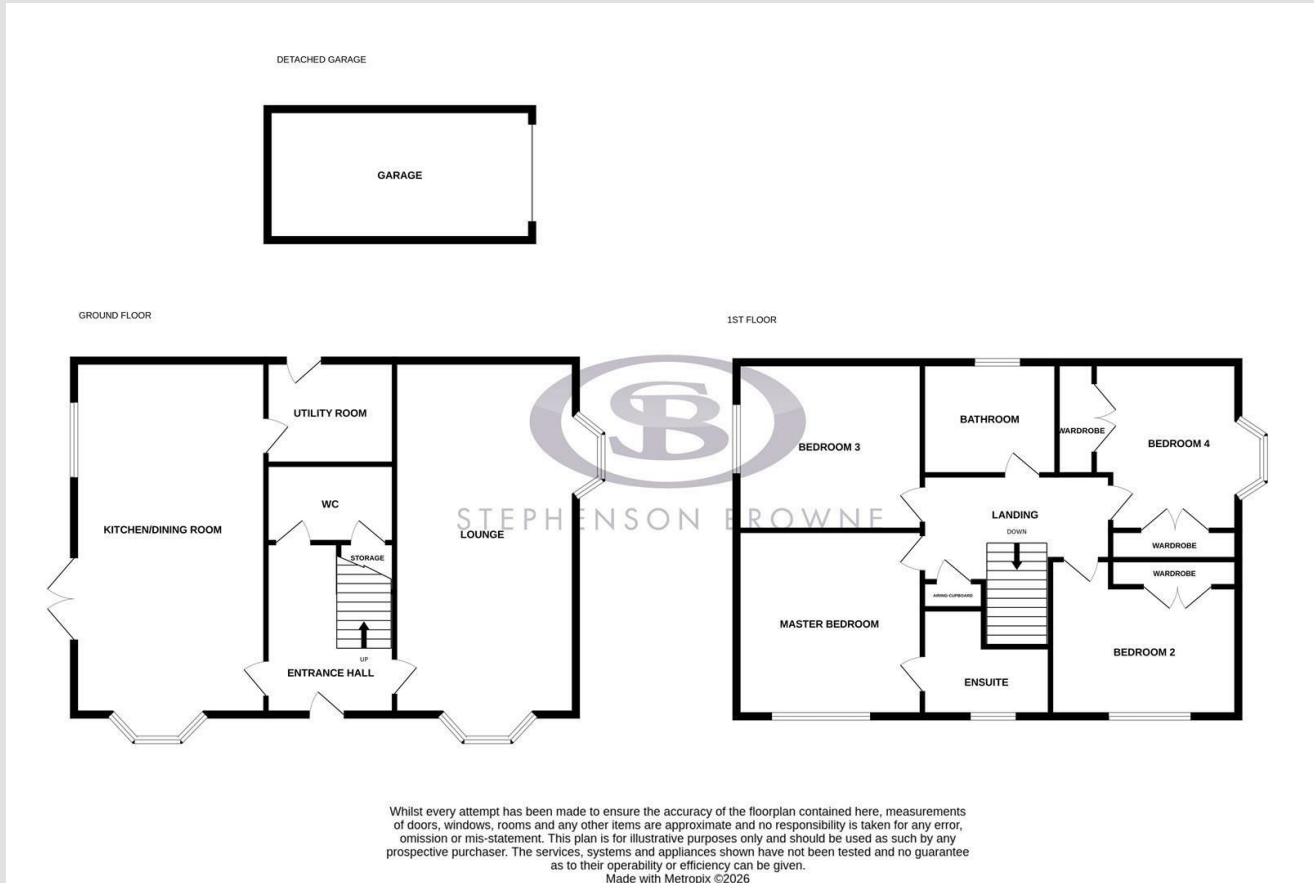 DETACHED GARAGE
GARAGE
GROUND FLOOR
1ST FLOOR
UTILITY ROOM
WC
KITCHEN/DINING ROOM
STORAGE
LOUNGE
UP
ENTRANCE HALL
SB
STEPHENSON BROWNE
BATHROOM
WARDROBE
BEDROOM 4
BEDROOM 3
LANDING
DOWN
WARDROBE
WARDROBE
AIRING CUPBOARD
MASTER BEDROOM
BEDROOM 2
ENSUITE
Whilst every attempt has been made to ensure the accuracy of the floorplan contained here, measurements
of doors, windows, rooms and any other items are approximate and no responsibility is taken for any error,
omission or mis-statement. This plan is for illustrative purposes only and should be used as such by any
prospective purchaser. The services, systems and appliances shown have not been tested and no guarantee
as to their operability or efficiency can be given.
Made with Metropix ©2026